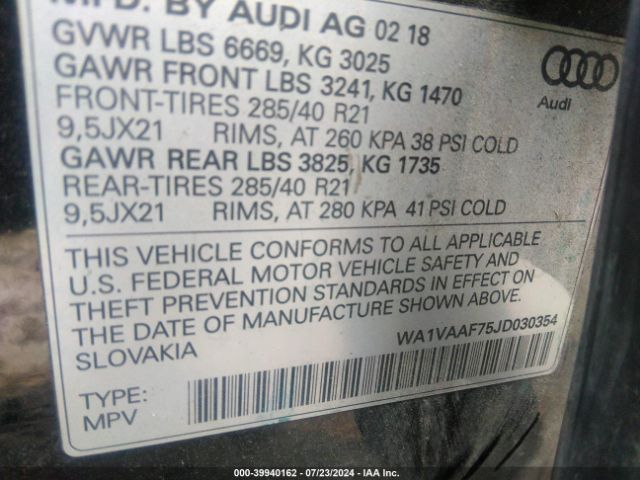 MFD. BY AUDI AG 02 18
GVWR LBS 6669, KG 3025
GAWR FRONT LBS 3241, KG 1470
FRONT-TIRES 285/40 R21
9,5JX21 RIMS, AT 260 KPA 38 PSI COLD
GAWR REAR LBS 3825, KG 1735
REAR-TIRES 285/40 R21
9,5JX21 RIMS, AT 280 KPA 41 PSI COLD
Audi
THIS VEHICLE CONFORMS TO ALL APPLICABLE
U.S. FEDERAL MOTOR VEHICLE SAFETY AND
THEFT PREVENTION STANDARDS IN EFFECT ON
THE DATE OF MANUFACTURE SHOWN ABOVE.
SLOVAKIA
WA1VAAF75JD030354
TYPE:
MPV
000-39940162 - 07/23/2024 - IAA Inc.